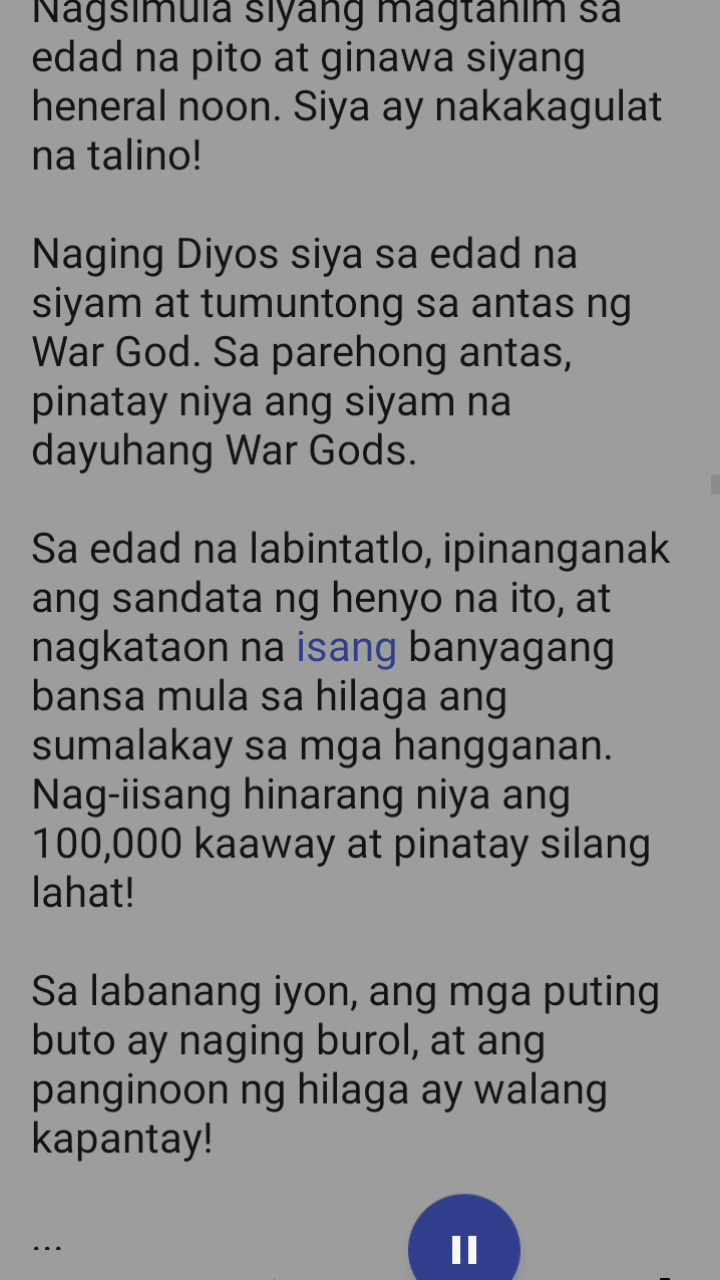 Nagsimula siyang magtanim sa
edad na pito at ginawa siyang
heneral noon. Siya ay nakakagulat
na talino!
Naging Diyos siya sa edad na
siyam at tumuntong sa antas ng
War God. Sa parehong antas,
pinatay niya ang siyam na
dayuhang War Gods.
Sa edad na labintatlo, ipinanganak
ang sandata ng henyo na ito, at
nagkataon na isang banyagang
bansa mula sa hilaga ang
sumalakay sa mga hangganan.
Nag-iisang hinarang niya ang
100,000 kaaway at pinatay silang
lahat!
Sa labanang iyon, ang mga puting
buto ay naging burol, at ang
panginoon ng hilaga ay walang
kapantay!
...